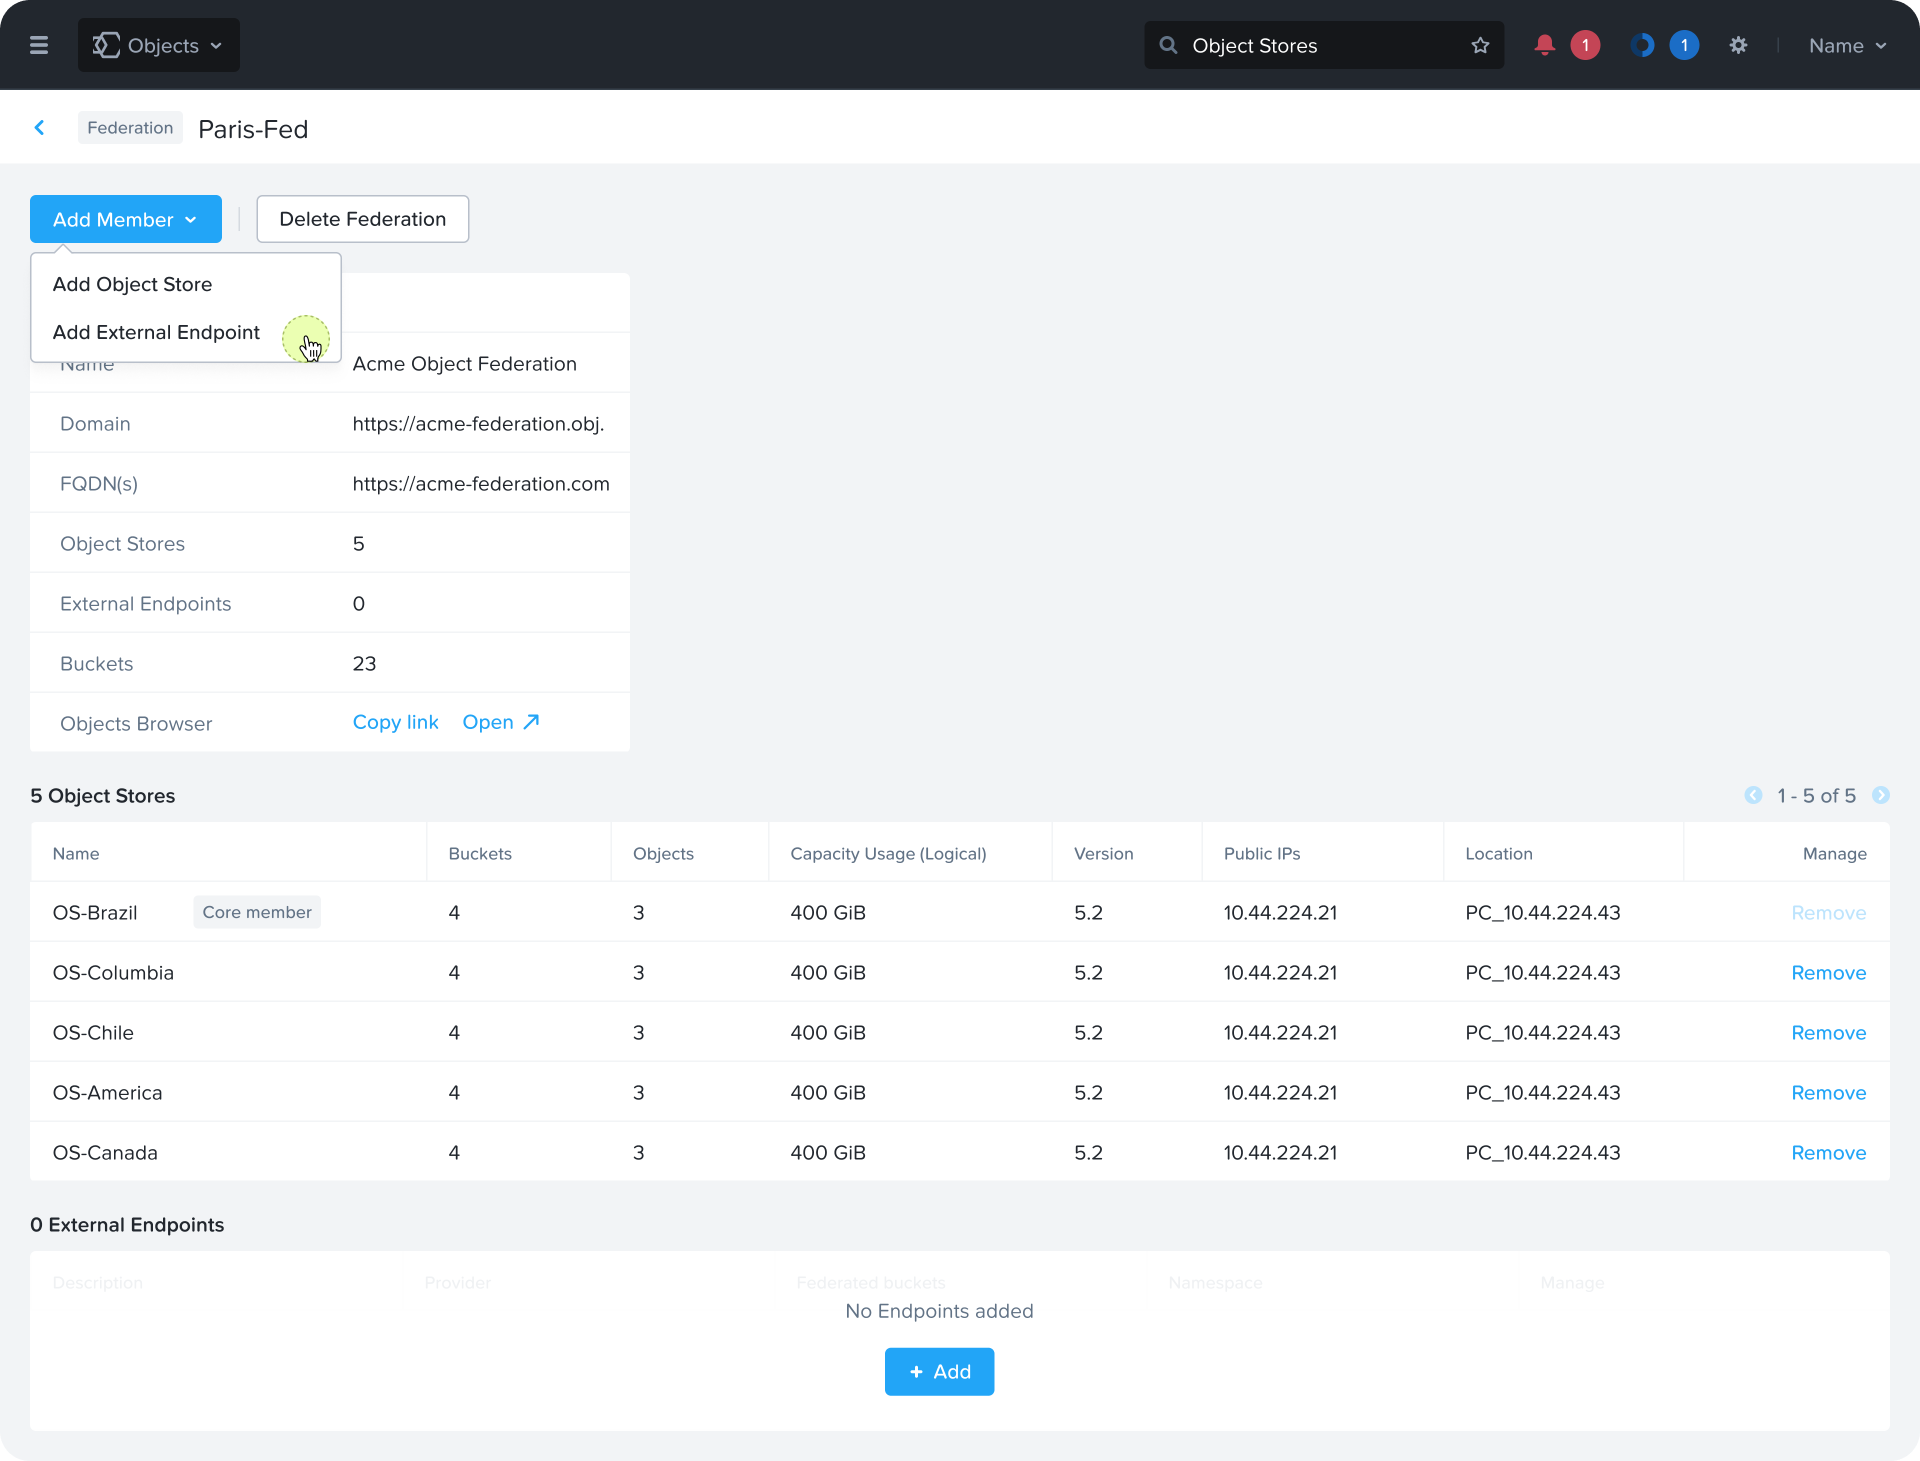 Objects
Object Stores
1
1
Name
Federation
Paris-Fed
Add Member
Delete Federation
Add Object Store
Add External Endpoint
Name
Acme Object Federation
Domain
https://acme-federation.obj.
FQDN(s)
https://acme-federation.com
Object Stores
5
External Endpoints
0
Buckets
23
Objects Browser
Copy link
Open
5 Object Stores
1 - 5 of 5
Name Buckets Objects Capacity Usage (Logical) Version Public IPs Location Manage
OS-Brazil Core member 4 3 400 GiB 5.2 10.44.224.21 PC_10.44.224.43 Remove
OS-Columbia 4 3 400 GiB 5.2 10.44.224.21 PC_10.44.224.43 Remove
OS-Chile 4 3 400 GiB 5.2 10.44.224.21 PC_10.44.224.43 Remove
OS-America 4 3 400 GiB 5.2 10.44.224.21 PC_10.44.224.43 Remove
OS-Canada 4 3 400 GiB 5.2 10.44.224.21 PC_10.44.224.43 Remove
0 External Endpoints
Description Provider Federated buckets Namespace Manage
No Endpoints added
+ Add